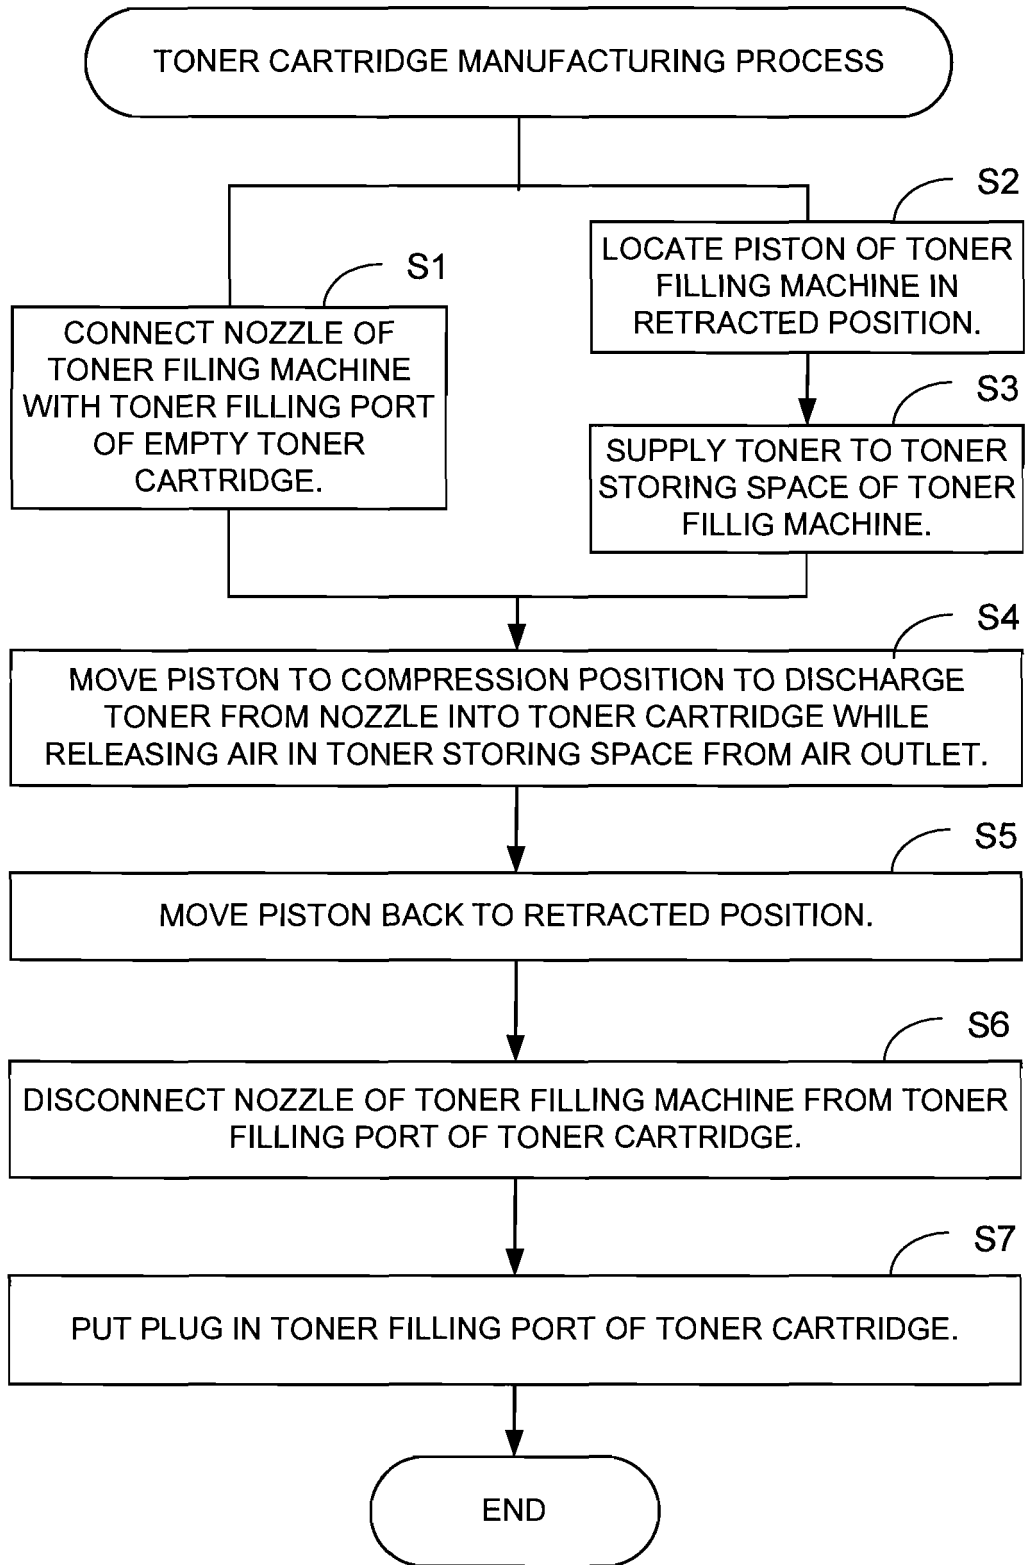 TONER CARTRIDGE MANUFACTURING PROCESS
S1
CONNECT NOZZLE OF
TONER FILING MACHINE
WITH TONER FILLING PORT
OF EMPTY TONER
CARTRIDGE.
S2
LOCATE PISTON OF TONER
FILLING MACHINE IN
RETRACTED POSITION.
S3
SUPPLY TONER TO TONER
STORING SPACE OF TONER
FILLIG MACHINE.
S4
MOVE PISTON TO COMPRESSION POSITION TO DISCHARGE
TONER FROM NOZZLE INTO TONER CARTRIDGE WHILE
RELEASING AIR IN TONER STORING SPACE FROM AIR OUTLET.
S5
MOVE PISTON BACK TO RETRACTED POSITION.
S6
DISCONNECT NOZZLE OF TONER FILLING MACHINE FROM TONER
FILLING PORT OF TONER CARTRIDGE.
S7
PUT PLUG IN TONER FILLING PORT OF TONER CARTRIDGE.
END